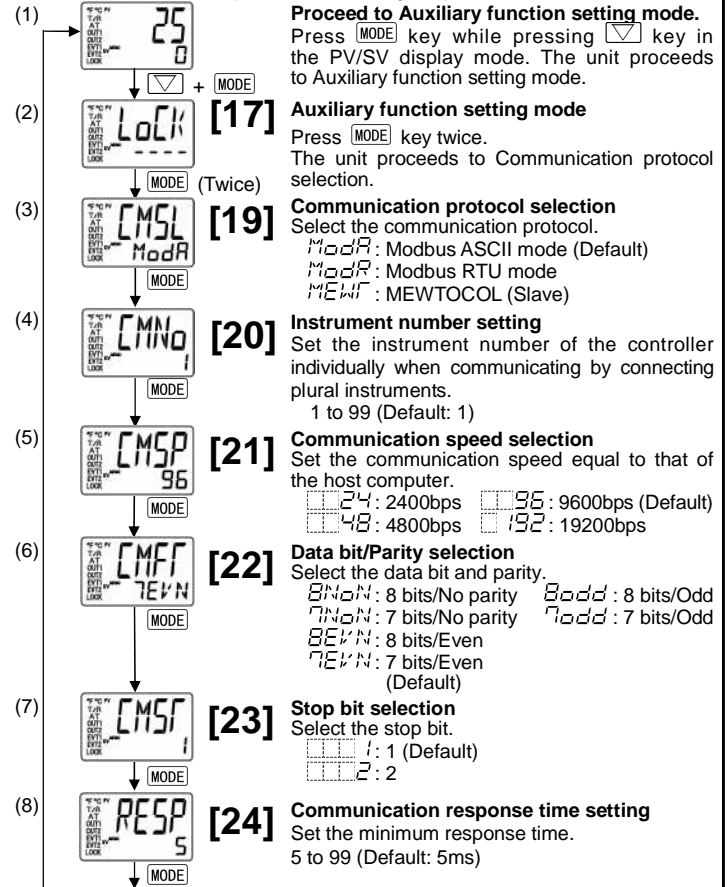 (1)
°F °C PV
T/R
AT
OUT1
OUT2
EVT1
EVT2 SV MEMO
LOCK
25
0
Proceed to Auxiliary function setting mode.
Press MODE key while pressing ▽ key in
the PV/SV display mode. The unit proceeds
to Auxiliary function setting mode.
▽ + MODE
(2)
LoCK
----
[17]
Auxiliary function setting mode
Press MODE key twice.
The unit proceeds to Communication protocol
selection.
MODE (Twice)
(3)
CMSL
ModA
[19]
Communication protocol selection
Select the communication protocol.
ModA : Modbus ASCII mode (Default)
ModR : Modbus RTU mode
MEWT : MEWTOCOL (Slave)
MODE
(4)
CMNo
1
[20]
Instrument number setting
Set the instrument number of the controller
individually when communicating by connecting
plural instruments.
1 to 99 (Default: 1)
MODE
(5)
CMSP
96
[21]
Communication speed selection
Set the communication speed equal to that of
the host computer.
24 : 2400bps 96 : 9600bps (Default)
48 : 4800bps 192 : 19200bps
MODE
(6)
CMFT
7EVN
[22]
Data bit/Parity selection
Select the data bit and parity.
8NoN : 8 bits/No parity 8odd : 8 bits/Odd
7NoN : 7 bits/No parity 7odd : 7 bits/Odd
8EVN : 8 bits/Even
7EVN : 7 bits/Even
(Default)
MODE
(7)
CMST
1
[23]
Stop bit selection
Select the stop bit.
1 : 1 (Default)
2 : 2
MODE
(8)
RESP
5
[24]
Communication response time setting
Set the minimum response time.
5 to 99 (Default: 5ms)
MODE